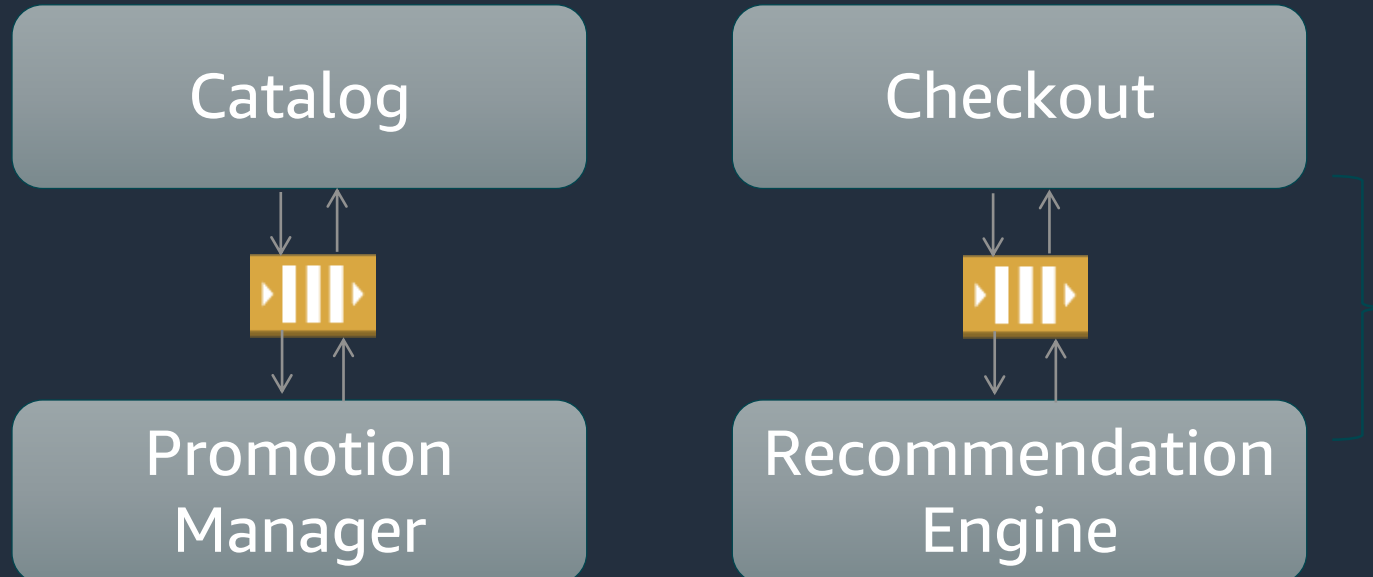 Catalog
Checkout
Promotion
Manager
Recommendation
Engine